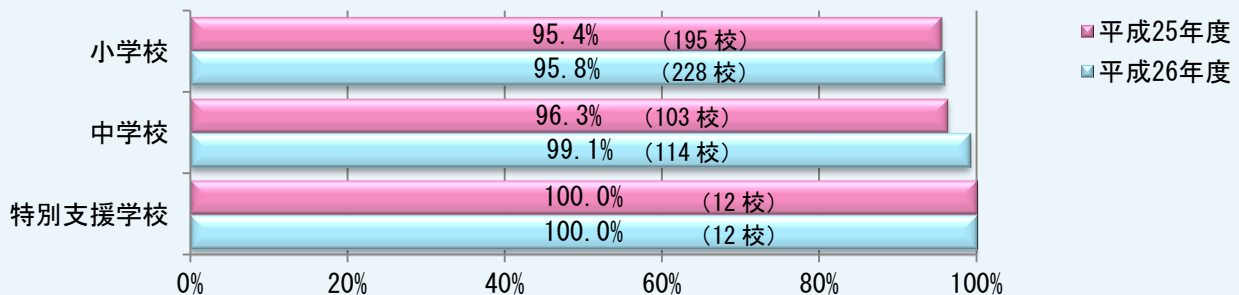 小学校
95.4% (195 校)
95.8% (228 校)
中学校
96.3% (103 校)
99.1% (114 校)
特別支援学校
100.0% (12 校)
100.0% (12 校)
0% 20% 40% 60% 80% 100%
平成25年度
平成26年度